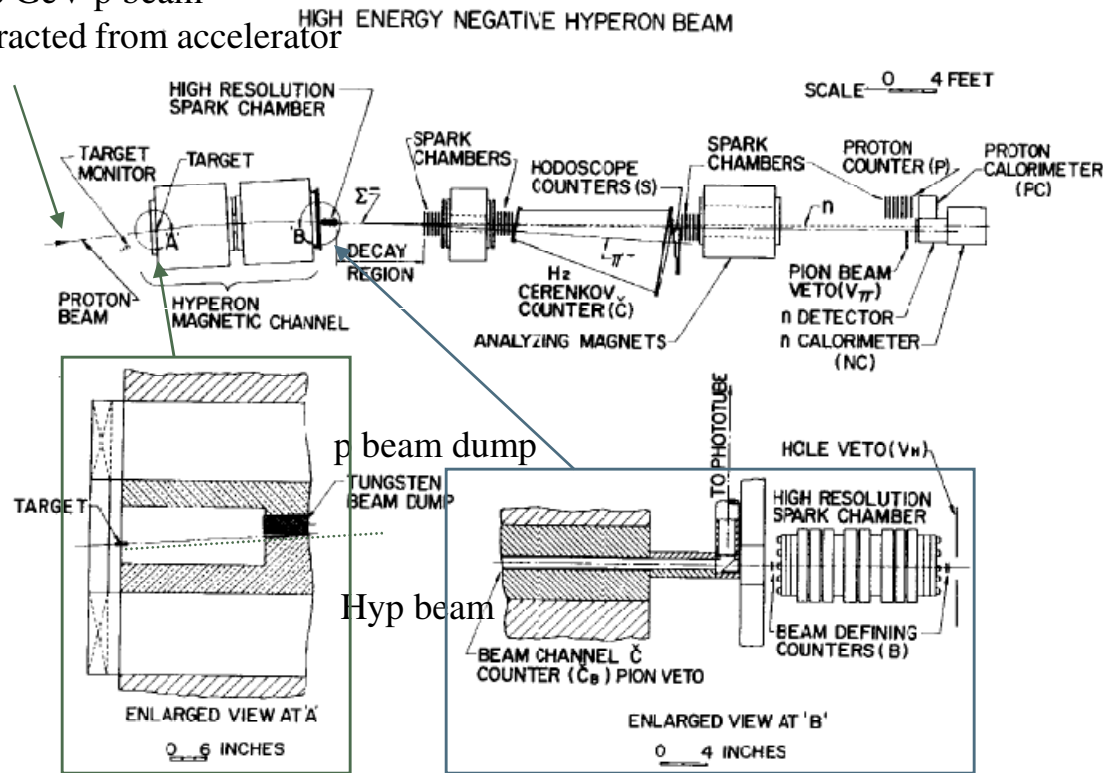 GeV p beam
racted from accelerator
HIGH ENERGY NEGATIVE HYPERON BEAM
SCALE 0 4 FEET
HIGH RESOLUTION
SPARK CHAMBER
TARGET
MONITOR
TARGET
SPARK
CHAMBERS
HODOSCOPE
COUNTERS (S)
SPARK
CHAMBERS
PROTON
COUNTER (P)
PROTON
CALORIMETER
(PC)
Σ⁻
n
'A'
'B'
DECAY
REGION
π⁻
PROTON
BEAM
HYPERON
MAGNETIC CHANNEL
H2
CERENKOV
COUNTER (Č)
ANALYZING MAGNETS
PION BEAM
VETO (Vπ)
n DETECTOR
n CALORIMETER
(NC)
p beam dump
TUNGSTEN
BEAM DUMP
TARGET
Hyp beam
ENLARGED VIEW AT 'A'
0 6 INCHES
TO PHOTOTUBE
HOLE VETO (VH)
HIGH RESOLUTION
SPARK CHAMBER
BEAM DEFINING
COUNTERS (B)
BEAM CHANNEL Č
COUNTER (ČB) PION VETO
ENLARGED VIEW AT 'B'
0 4 INCHES